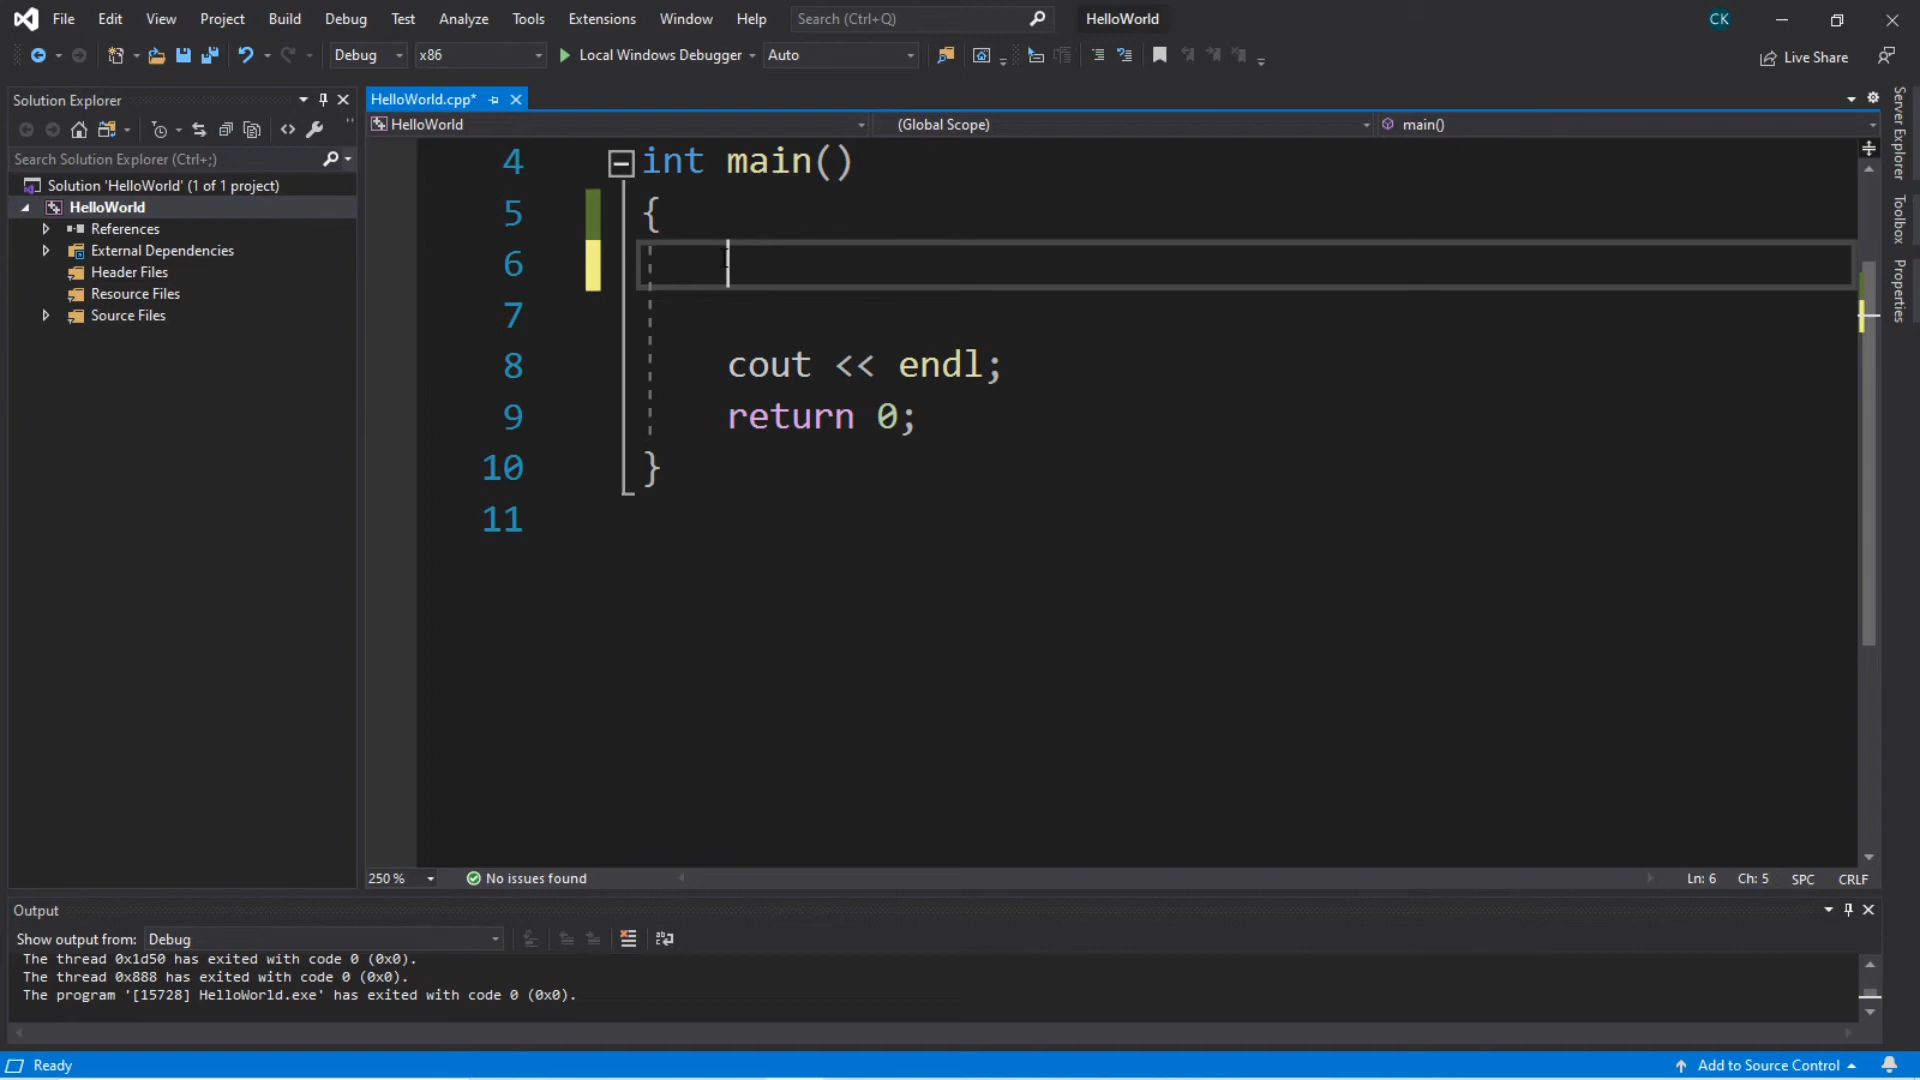 File Edit View Project Build Debug Test Analyze Tools Extensions Window Help Search (Ctrl+Q) HelloWorld CK
Debug x86 Local Windows Debugger Auto Live Share
Solution Explorer
Search Solution Explorer (Ctrl+;)
Solution 'HelloWorld' (1 of 1 project)
HelloWorld
References
External Dependencies
Header Files
Resource Files
Source Files
HelloWorld.cpp*
HelloWorld (Global Scope) main()
4 int main()
5 {
6
7
8 cout << endl;
9 return 0;
10 }
11
250 % No issues found Ln: 6 Ch: 5 SPC CRLF
Server Explorer
Toolbox
Properties
Output
Show output from: Debug
The thread 0x1d50 has exited with code 0 (0x0).
The thread 0x888 has exited with code 0 (0x0).
The program '[15728] HelloWorld.exe' has exited with code 0 (0x0).
Ready Add to Source Control